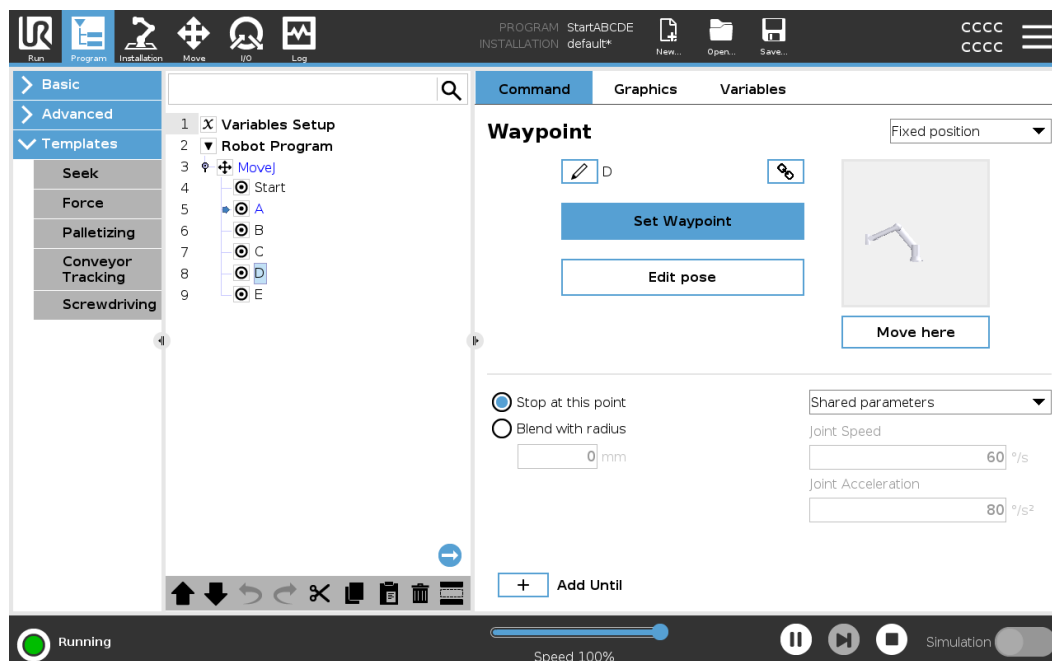 PROGRAM StartABCDE
INSTALLATION default*
CCCC
CCCC
Run Program Installation Move I/O Log New... Open... Save...
Basic
Advanced
Templates
Seek
Force
Palletizing
Conveyor
Tracking
Screwdriving
1 X Variables Setup
2 Robot Program
3 MoveJ
4 Start
5 A
6 B
7 C
8 D
9 E
Command Graphics Variables
Waypoint
Fixed position
D
Set Waypoint
Edit pose
Move here
Stop at this point
Shared parameters
Blend with radius
Joint Speed
0 mm
60 °/s
Joint Acceleration
80 °/s²
+ Add Until
Running
Speed 100%
Simulation